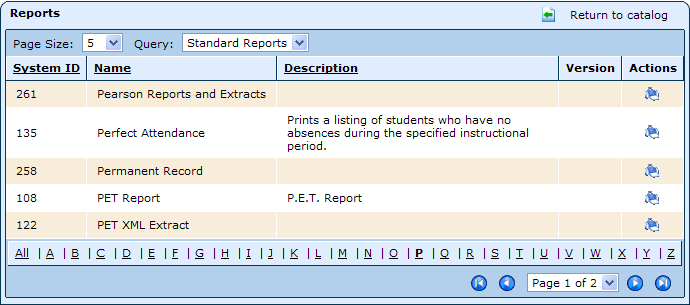 Reports Return to catalog
Page Size: 5 Query: Standard Reports
System ID Name Description Version Actions
261 Pearson Reports and Extracts
135 Perfect Attendance Prints a listing of students who have no
absences during the specified instructional
period.
258 Permanent Record
108 PET Report P.E.T. Report
122 PET XML Extract
All | A | B | C | D | E | F | G | H | I | J | K | L | M | N | O | P | Q | R | S | T | U | V | W | X | Y | Z
Page 1 of 2